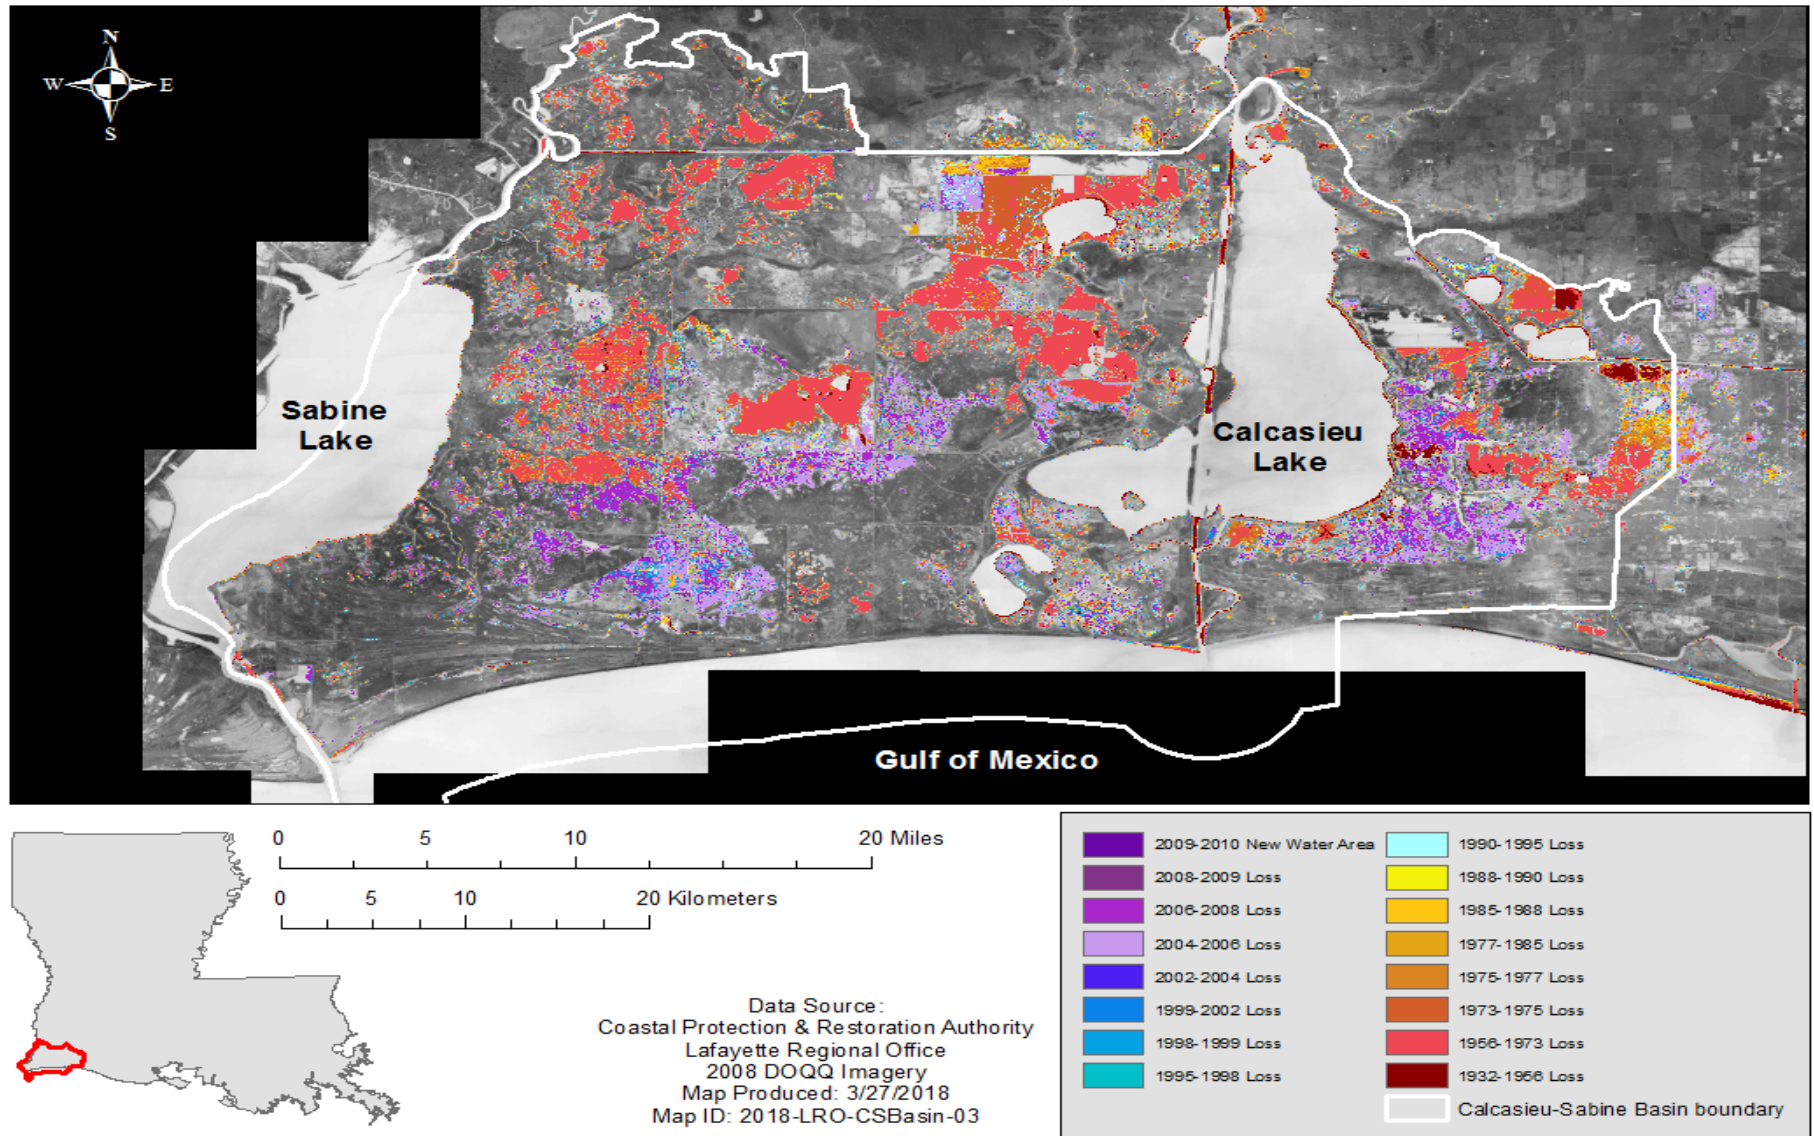 N
W E
S
Sabine
Lake
Calcasieu
Lake
Gulf of Mexico
0 5 10 20 Miles
0 5 10 20 Kilometers
Data Source:
Coastal Protection & Restoration Authority
Lafayette Regional Office
2008 DOQQ Imagery
Map Produced: 3/27/2018
Map ID: 2018-LRO-CSBasin-03
2009-2010 New Water Area
2008-2009 Loss
2006-2008 Loss
2004-2006 Loss
2002-2004 Loss
1999-2002 Loss
1998-1999 Loss
1995-1998 Loss
1990-1995 Loss
1988-1990 Loss
1985-1988 Loss
1977-1985 Loss
1975-1977 Loss
1973-1975 Loss
1956-1973 Loss
1932-1956 Loss
Calcasieu-Sabine Basin boundary